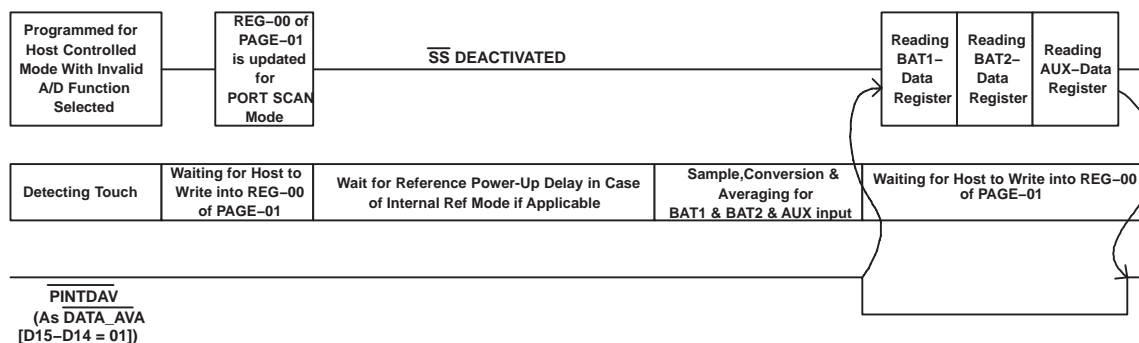 Programmed for
Host Controlled
Mode With Invalid
A/D Function
Selected
REG−00 of
PAGE−01
is updated
for
PORT SCAN
Mode
SS DEACTIVATED
Reading
BAT1−
Data
Register
Reading
BAT2−
Data
Register
Reading
AUX−Data
Register
Detecting Touch
Waiting for Host to
Write into REG−00
of PAGE−01
Wait for Reference Power-Up Delay in Case
of Internal Ref Mode if Applicable
Sample,Conversion &
Averaging for
BAT1 & BAT2 & AUX input
Waiting for Host to Write into REG−00
of PAGE−01
PINTDAV
(As DATA_AVA
[D15−D14 = 01])